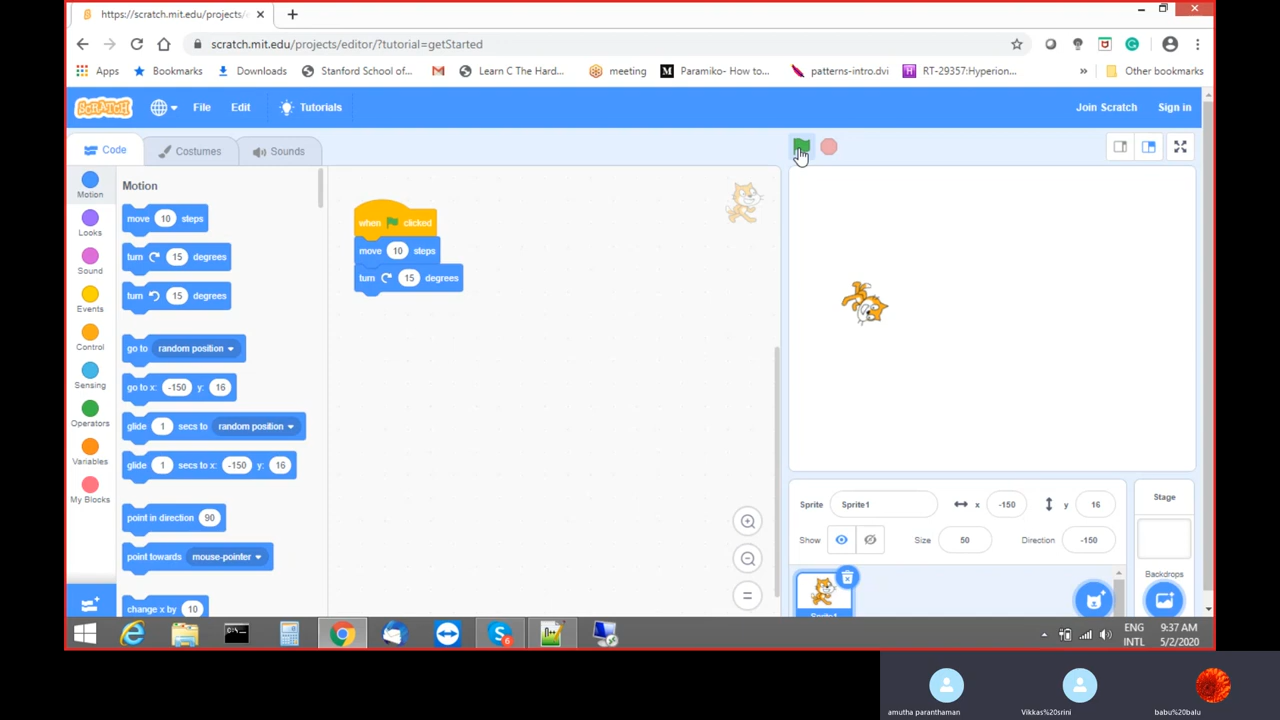 https://scratch.mit.edu/projects/
scratch.mit.edu/projects/editor/?tutorial=getStarted
Apps Bookmarks Downloads Stanford School of... Learn C The Hard... meeting Paramiko- How to... patterns-intro.dvi RT-29357:Hyperion... » Other bookmarks
SCRATCH File Edit Tutorials Join Scratch Sign in
Code Costumes Sounds
Motion
Looks
Sound
Events
Control
Sensing
Operators
Variables
My Blocks
Motion
move 10 steps
turn 15 degrees
turn 15 degrees
go to random position
go to x: -150 y: 16
glide 1 secs to random position
glide 1 secs to x: -150 y: 16
point in direction 90
point towards mouse-pointer
change x by 10
when clicked
move 10 steps
turn 15 degrees
Sprite Sprite1 x -150 y 16
Show Size 50 Direction -150
Sprite1
Stage
Backdrops
ENG
INTL
9:37 AM
5/2/2020
amutha paranthaman Vikkas%20srini babu%20balu